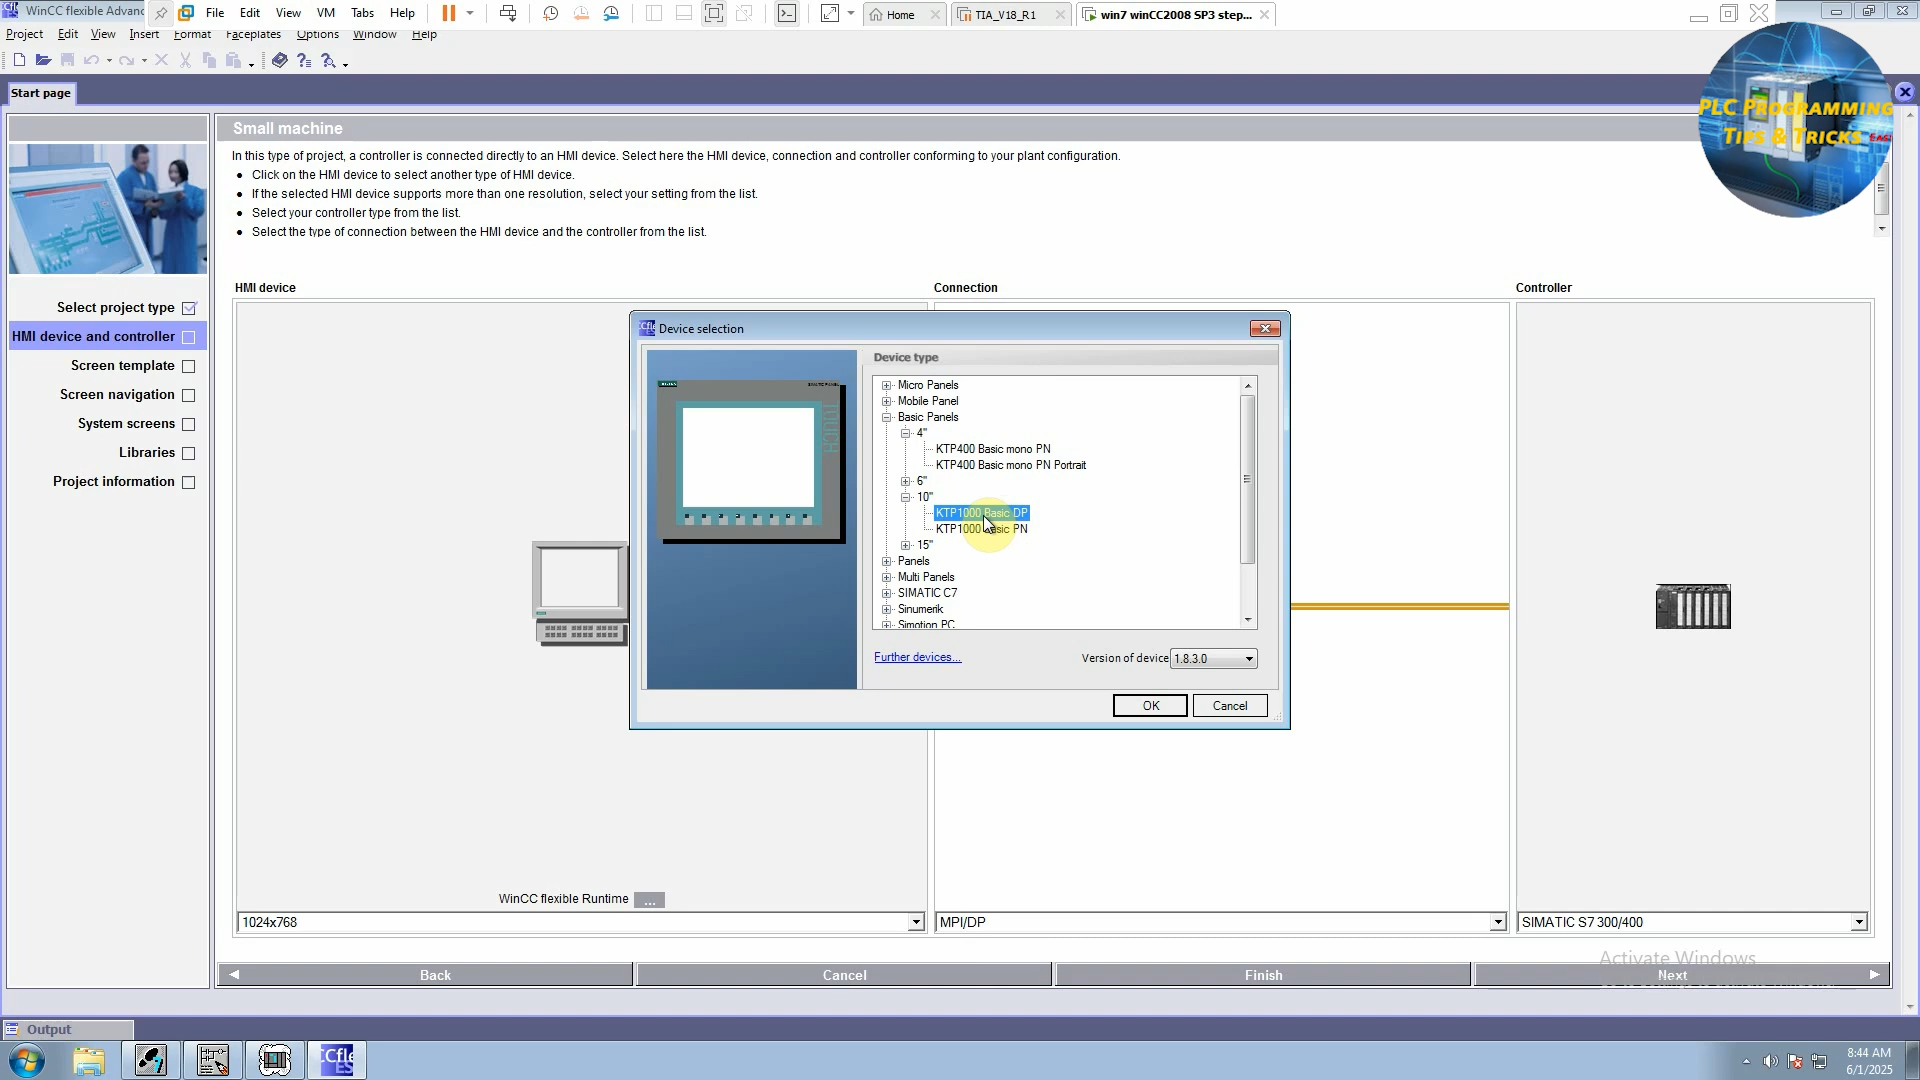 WinCC flexible Advanc
File Edit View VM Tabs Help
Home
TIA_V18_R1
win7 winCC2008 SP3 step...
Project Edit View Insert Format Faceplates Options Window Help
Start page
PLC PROGRAMMING
TIPS & TRICKS EASY
Small machine
In this type of project, a controller is connected directly to an HMI device. Select here the HMI device, connection and controller conforming to your plant configuration.
Click on the HMI device to select another type of HMI device.
If the selected HMI device supports more than one resolution, select your setting from the list.
Select your controller type from the list.
Select the type of connection between the HMI device and the controller from the list.
Select project type
HMI device and controller
Screen template
Screen navigation
System screens
Libraries
Project information
HMI device
Connection
Controller
Device selection
Device type
Micro Panels
Mobile Panel
Basic Panels
4"
KTP400 Basic mono PN
KTP400 Basic mono PN Portrait
6"
10"
KTP1000 Basic DP
KTP1000 Basic PN
15"
Panels
Multi Panels
SIMATIC C7
Sinumerik
Simotion PC
TOUCH
Further devices...
Version of device 1.8.3.0
OK
Cancel
WinCC flexible Runtime ...
1024x768
MPI/DP
SIMATIC S7 300/400
Activate Windows
Back
Cancel
Finish
Next
Output
8:44 AM
6/1/2025